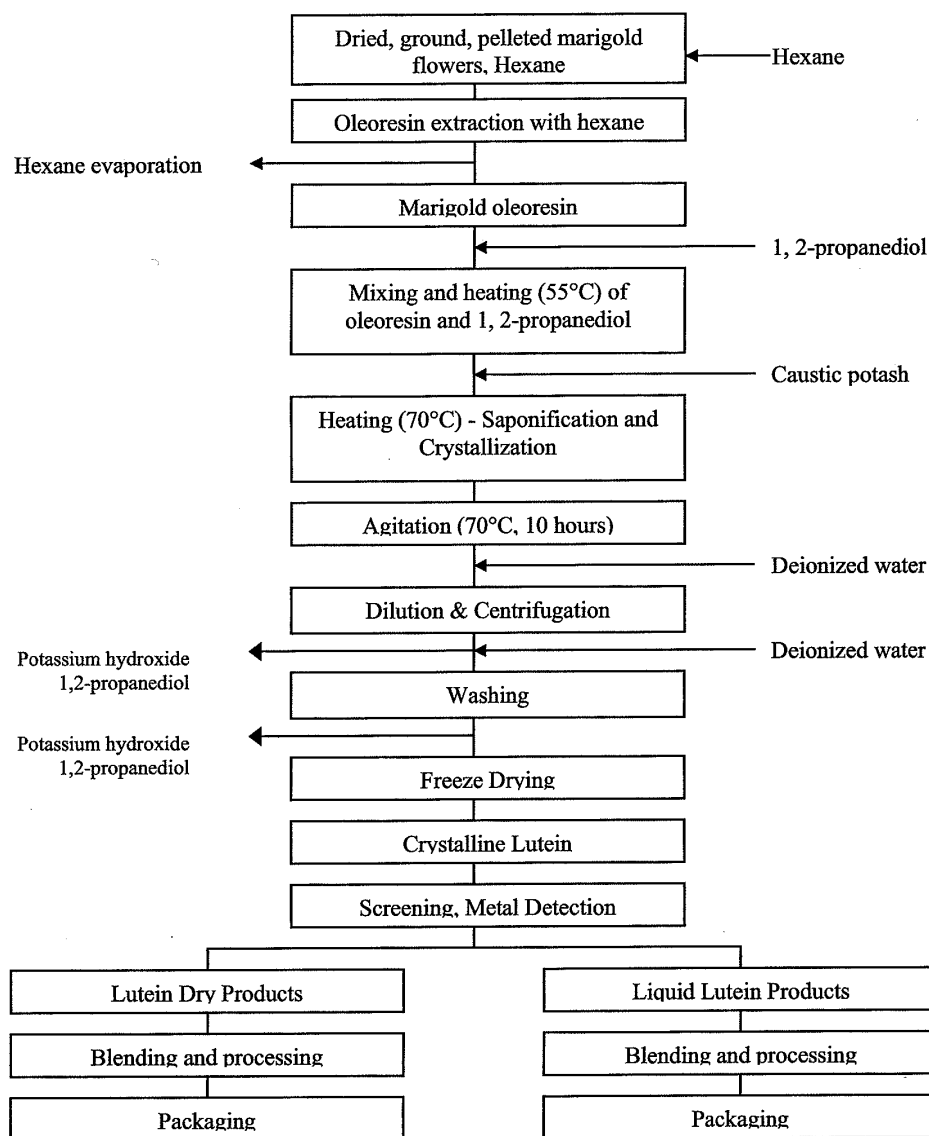 Dried, ground, pelleted marigold
flowers, Hexane
Hexane
Oleoresin extraction with hexane
Hexane evaporation
Marigold oleoresin
1, 2-propanediol
Mixing and heating (55°C) of
oleoresin and 1, 2-propanediol
Caustic potash
Heating (70°C) - Saponification and
Crystallization
Agitation (70°C, 10 hours)
Deionized water
Dilution & Centrifugation
Potassium hydroxide
1,2-propanediol
Deionized water
Washing
Potassium hydroxide
1,2-propanediol
Freeze Drying
Crystalline Lutein
Screening, Metal Detection
Lutein Dry Products
Liquid Lutein Products
Blending and processing
Blending and processing
Packaging
Packaging